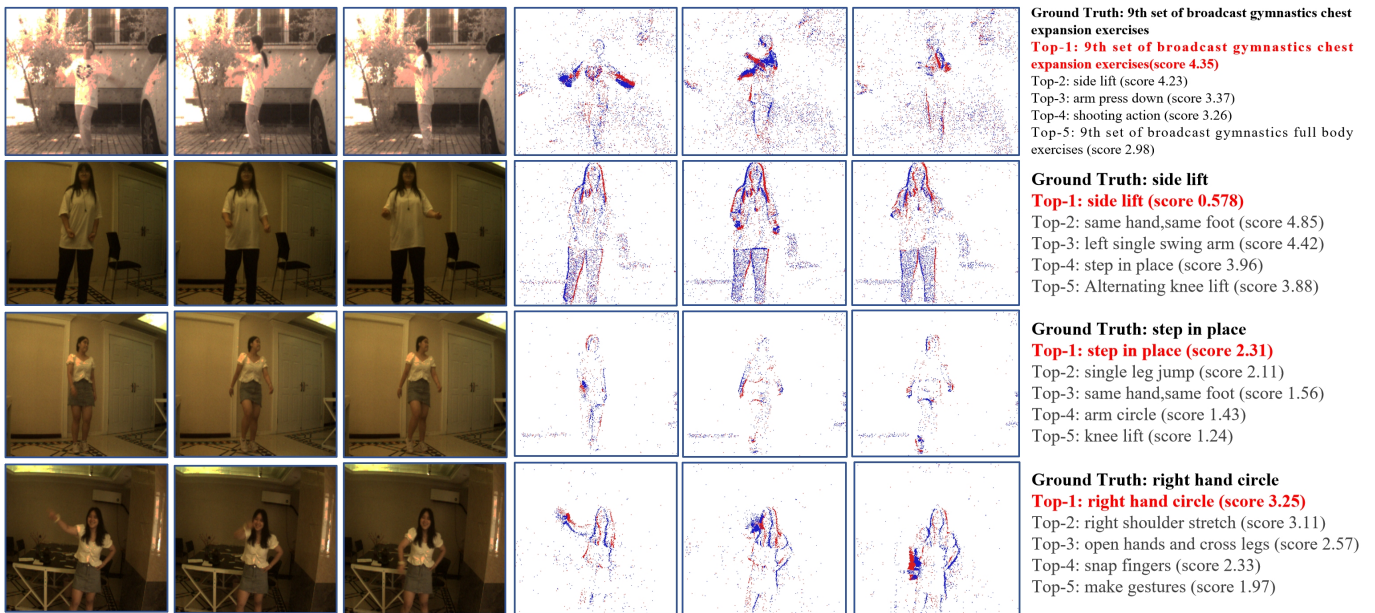 Ground Truth: 9th set of broadcast gymnastics chest
expansion exercises
Top-1: 9th set of broadcast gymnastics chest
expansion exercises(score 4.35)
Top-2: side lift (score 4.23)
Top-3: arm press down (score 3.37)
Top-4: shooting action (score 3.26)
Top-5: 9th set of broadcast gymnastics full body
exercises (score 2.98)
Ground Truth: side lift
Top-1: side lift (score 0.578)
Top-2: same hand,same foot (score 4.85)
Top-3: left single swing arm (score 4.42)
Top-4: step in place (score 3.96)
Top-5: Alternating knee lift (score 3.88)
Ground Truth: step in place
Top-1: step in place (score 2.31)
Top-2: single leg jump (score 2.11)
Top-3: same hand,same foot (score 1.56)
Top-4: arm circle (score 1.43)
Top-5: knee lift (score 1.24)
Ground Truth: right hand circle
Top-1: right hand circle (score 3.25)
Top-2: right shoulder stretch (score 3.11)
Top-3: open hands and cross legs (score 2.57)
Top-4: snap fingers (score 2.33)
Top-5: make gestures (score 1.97)